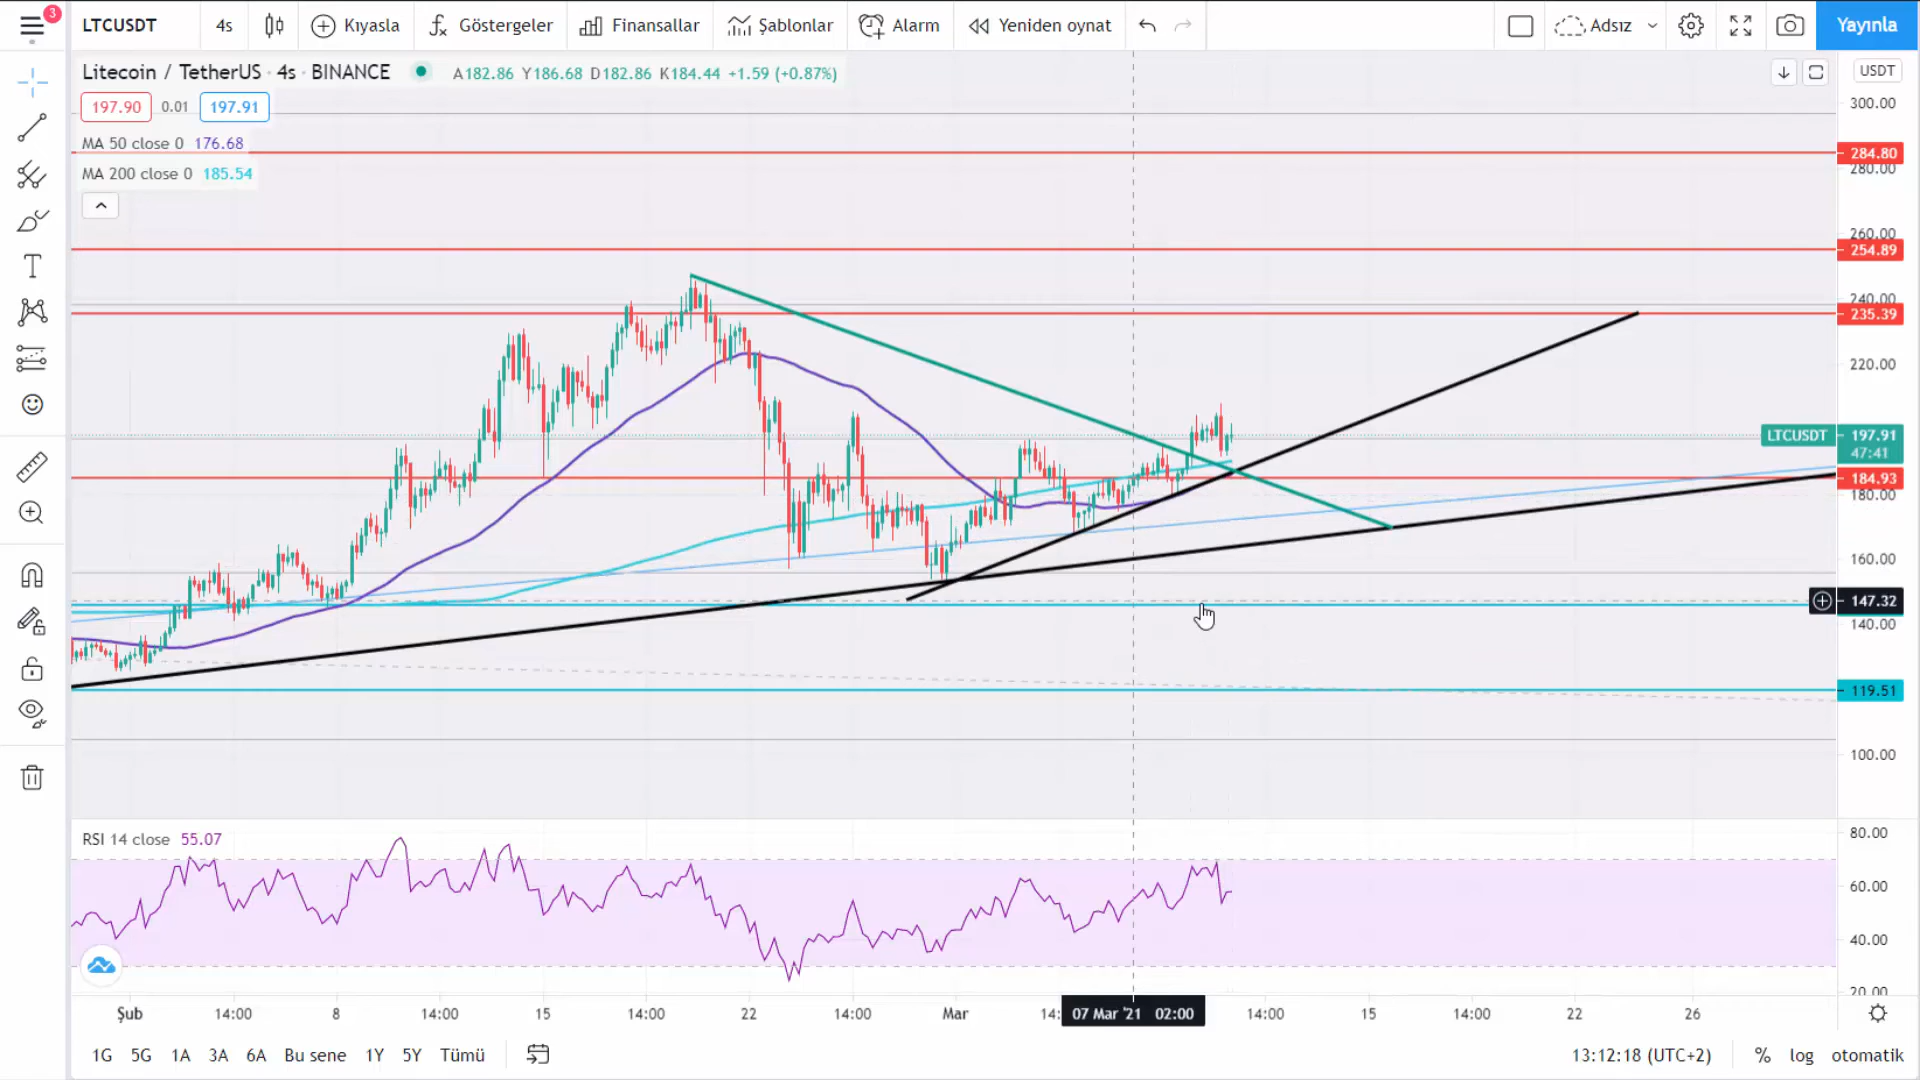 3
LTCUSDT 4s Kıyasla Göstergeler Finansallar Şablonlar Alarm Yeniden oynat Adsız Yayınla
Litecoin / TetherUS · 4s · BINANCE A182.86 Y186.68 D182.86 K184.44 +1.59 (+0.87%) USDT
197.90 0.01 197.91
MA 50 close 0 176.68
MA 200 close 0 185.54
300.00
284.80
280.00
260.00
254.89
240.00
235.39
220.00
LTCUSDT 197.91
47:41
184.93
180.00
160.00
147.32
140.00
119.51
100.00
RSI 14 close 55.07
80.00
60.00
40.00
20.00
Şub 14:00 8 14:00 15 14:00 22 14:00 Mar 14: 07 Mar '21 02:00 14:00 15 14:00 22 26
1G 5G 1A 3A 6A Bu sene 1Y 5Y Tümü 13:12:18 (UTC+2) % log otomatik